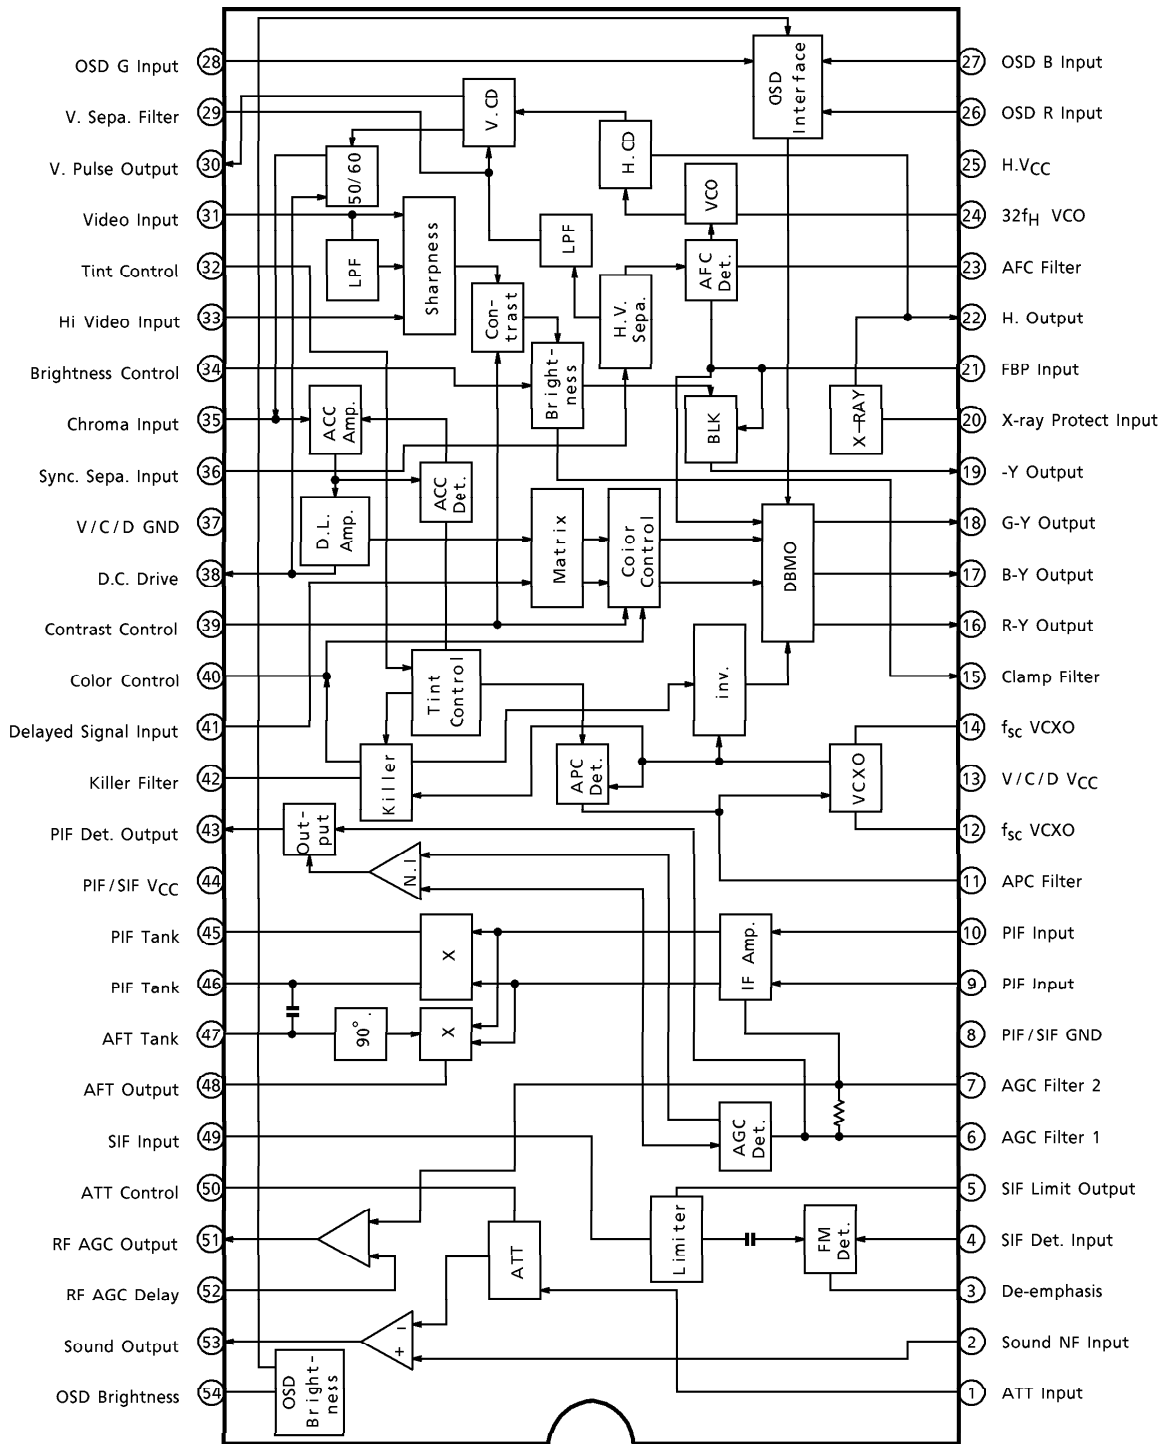 OSD G Input 28
V. Sepa. Filter 29
V. Pulse Output 30
Video Input 31
Tint Control 32
Hi Video Input 33
Brightness Control 34
Chroma Input 35
Sync. Sepa. Input 36
V/C/D GND 37
D.C. Drive 38
Contrast Control 39
Color Control 40
Delayed Signal Input 41
Killer Filter 42
PIF Det. Output 43
PIF/SIF VCC 44
PIF Tank 45
PIF Tank 46
AFT Tank 47
AFT Output 48
SIF Input 49
ATT Control 50
RF AGC Output 51
RF AGC Delay 52
Sound Output 53
OSD Brightness 54
OSD
Interface
V.CD
H.CD
50/60
VCO
LPF
Sharpness
LPF
AFC
Det.
Con-
trast
H.V.
Sepa.
Bright-
ness
ACC
Amp.
BLK
X-RAY
ACC
Det.
D.L.
Amp.
Matrix
Color
Control
DBMO
Tint
Control
inv.
Killer
APC
Det.
VCXO
Out-
put
N.I
X
IF Amp.
90°.
X
AGC
Det.
ATT
Limiter
FM
Det.
+ –
OSD
Bright-
ness
27 OSD B Input
26 OSD R Input
25 H.VCC
24 32fH VCO
23 AFC Filter
22 H. Output
21 FBP Input
20 X-ray Protect Input
19 -Y Output
18 G-Y Output
17 B-Y Output
16 R-Y Output
15 Clamp Filter
14 fsc VCXO
13 V/C/D VCC
12 fsc VCXO
11 APC Filter
10 PIF Input
9 PIF Input
8 PIF/SIF GND
7 AGC Filter 2
6 AGC Filter 1
5 SIF Limit Output
4 SIF Det. Input
3 De-emphasis
2 Sound NF Input
1 ATT Input